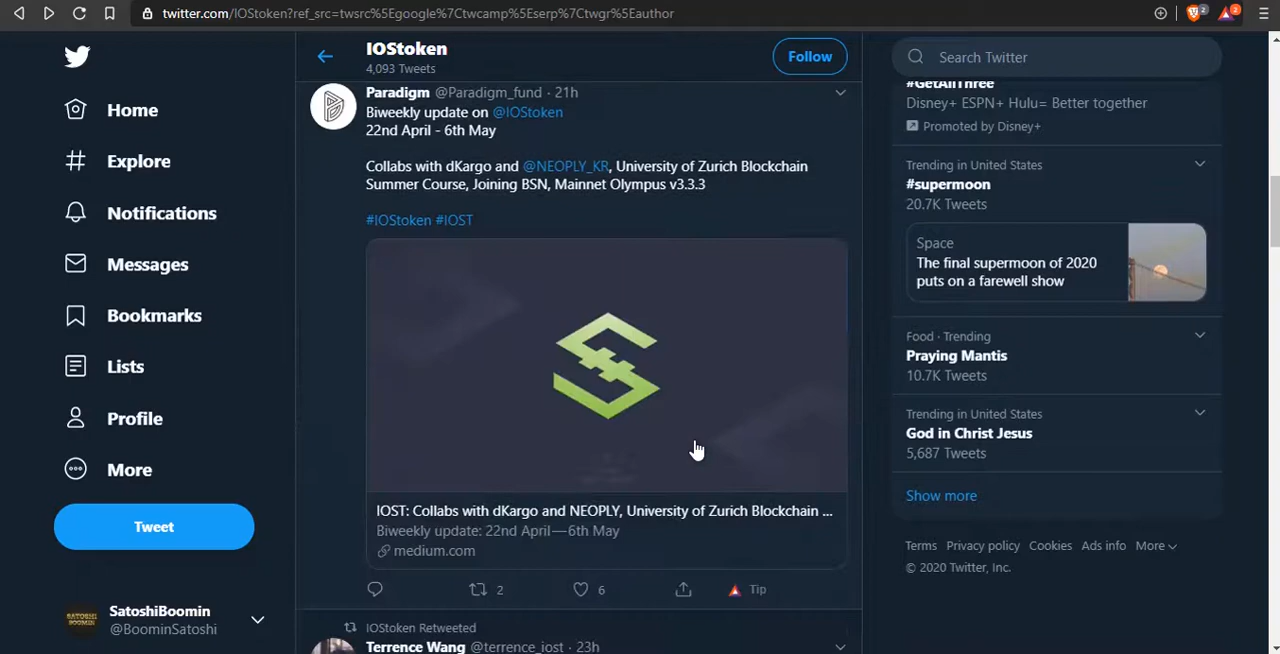 twitter.com/IOStoken?ref_src=twsrc%5Egoogle%7Ctwcamp%5Eserp%7Ctwgr%5Eauthor
2
2
Home
Explore
Notifications
Messages
Bookmarks
Lists
Profile
More
Tweet
SatoshiBoomin
@BoominSatoshi
SATOSHI
BOOMIN
IOStoken
4,093 Tweets
Follow
Paradigm @Paradigm_fund · 21h
Biweekly update on @IOStoken
22nd April - 6th May
Collabs with dKargo and @NEOPLY_KR, University of Zurich Blockchain
Summer Course, Joining BSN, Mainnet Olympus v3.3.3
#IOStoken #IOST
IOST: Collabs with dKargo and NEOPLY, University of Zurich Blockchain ...
Biweekly update: 22nd April — 6th May
medium.com
2
6
Tip
IOStoken Retweeted
Terrence Wang @terrence_iost · 23h
Search Twitter
#GetAllThree
Disney+ ESPN+ Hulu= Better together
Promoted by Disney+
Trending in United States
#supermoon
20.7K Tweets
Space
The final supermoon of 2020
puts on a farewell show
Food · Trending
Praying Mantis
10.7K Tweets
Trending in United States
God in Christ Jesus
5,687 Tweets
Show more
Terms Privacy policy Cookies Ads info More
© 2020 Twitter, Inc.